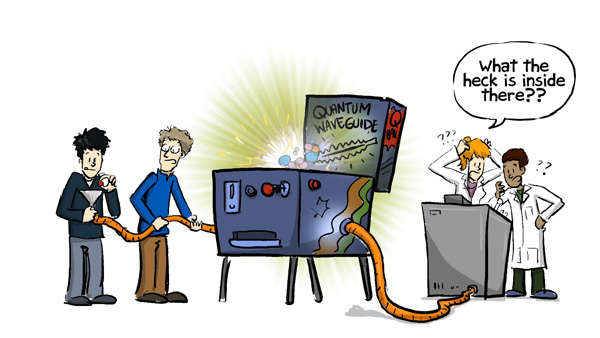 What the
heck is inside
there??
QUANTUM
WAVEGUIDE
Q
???
??